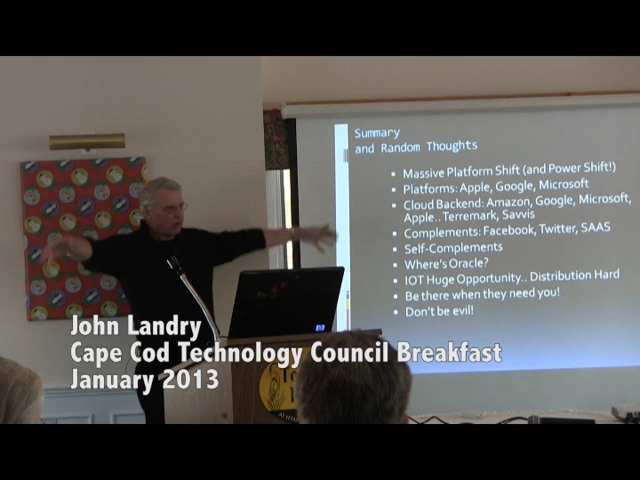 Summary
and Random Thoughts
Massive Platform Shift (and Power Shift!)
Platforms: Apple, Google, Microsoft
Cloud Backend: Amazon, Google, Microsoft,
Apple.. Terremark, Savvis
Complements: Facebook, Twitter, SAAS
Self-Complements
Where's Oracle?
IOT Huge Opportunity.. Distribution Hard
Be there when they need you!
Don't be evil!
John Landry
Cape Cod Technology Council Breakfast
January 2013